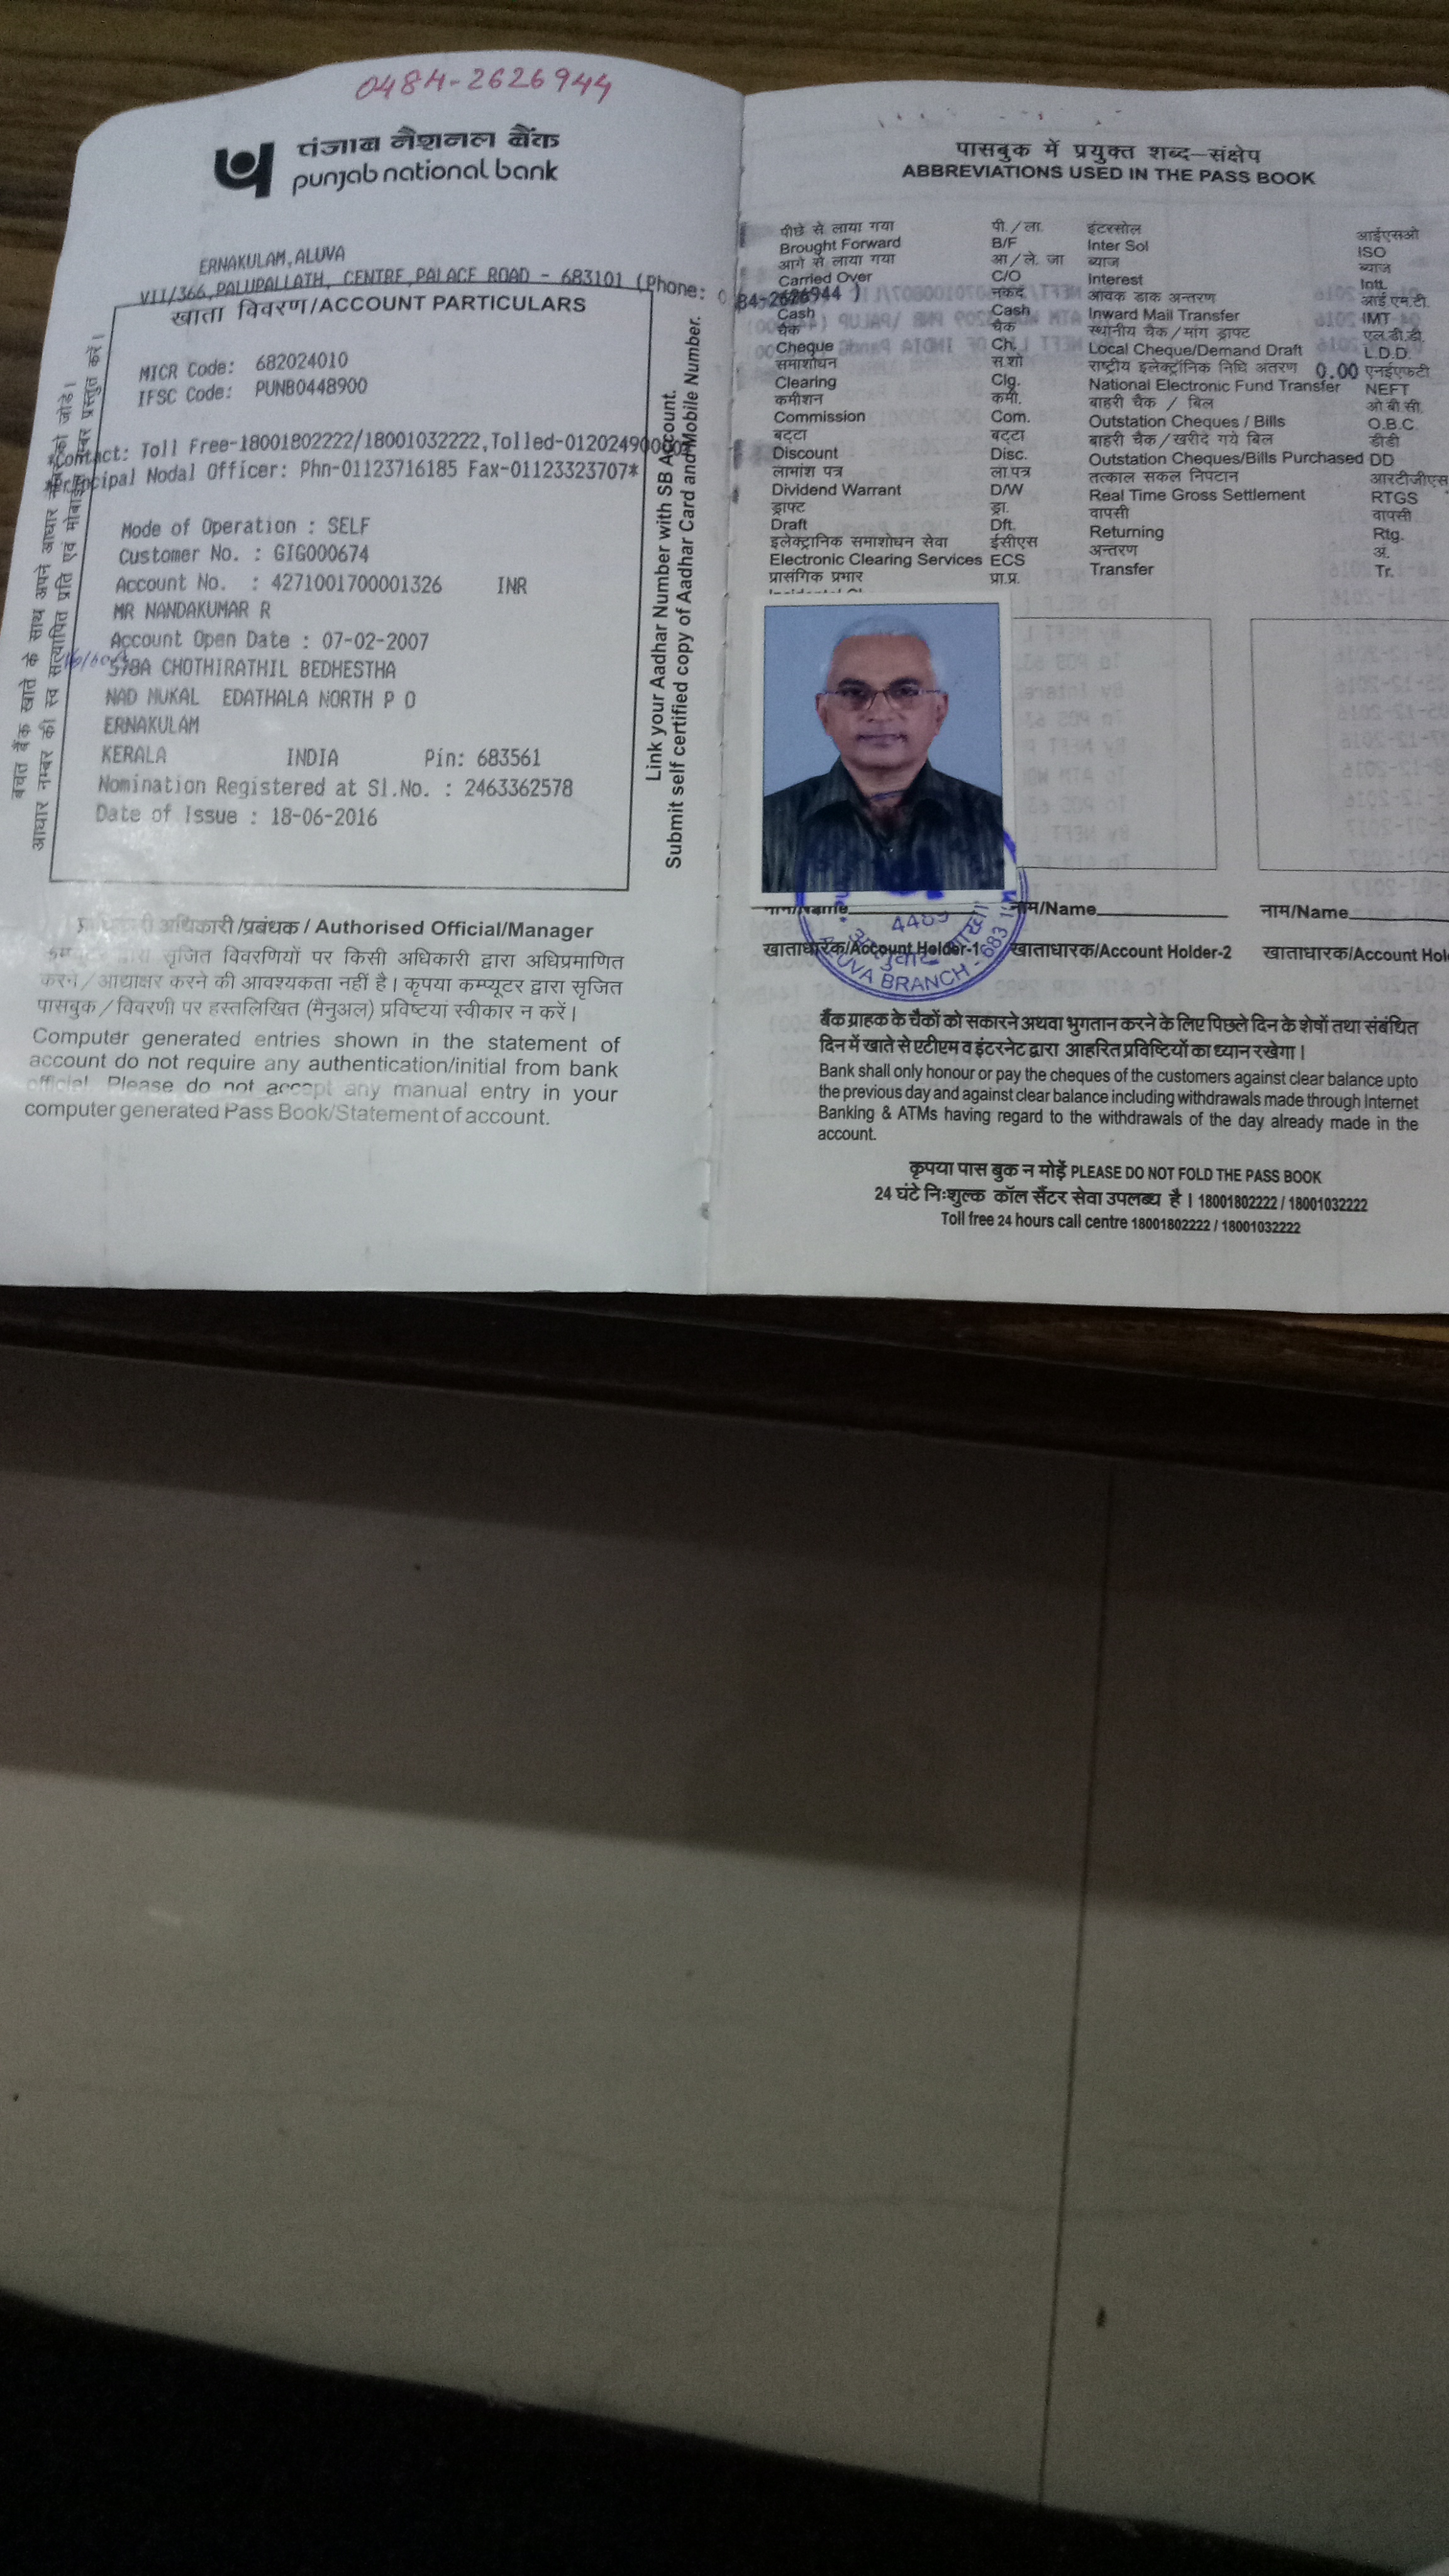 0484-2626944
पंजाब नैशनल बैंक
punjab national bank
ERNAKULAM,ALUVA
VII/366,PALUPALLATH, CENTRE,PALACE ROAD - 683101 (Phone: 0484-2626944 )
खाता विवरण/ACCOUNT PARTICULARS
MICR Code: 682024010
IFSC Code: PUNB0448900
*Contact: Toll Free-18001802222/18001032222,Tolled-01202490000*
*Principal Nodal Officer: Phn-01123716185 Fax-01123323707*
Mode of Operation : SELF
Customer No. : GIG000674
Account No. : 4271001700001326 INR
MR NANDAKUMAR R
Account Open Date : 07-02-2007
578A CHOTHIRATHIL BEDHESTHA
NAD MUKAL EDATHALA NORTH P O
ERNAKULAM
KERALA INDIA Pin: 683561
Nomination Registered at Sl.No. : 2463362578
Date of Issue : 18-06-2016
बचत बैंक खाते के साथ अपने आधार को जोडें।
आधार नम्बर की स्व सत्यापित प्रति एवं मोबाईल नम्बर प्रस्तुत करें।
Link your Aadhar Number with SB Account.
Submit self certified copy of Aadhar Card and Mobile Number.
अधिकारी/प्रबंधक / Authorised Official/Manager
सृजित विवरणियों पर किसी अधिकारी द्वारा अधिप्रमाणित
करने/आद्याक्षर करने की आवश्यकता नहीं है। कृपया कम्प्यूटर द्वारा सृजित
पासबुक/विवरणी पर हस्तलिखित (मैनुअल) प्रविष्टयां स्वीकार न करें।
Computer generated entries shown in the statement of
account do not require any authentication/initial from bank
official. Please do not accept any manual entry in your
computer generated Pass Book/Statement of account.
पासबुक में प्रयुक्त शब्द–संक्षेप
ABBREVIATIONS USED IN THE PASS BOOK
पीछे से लाया गया पी./ला. इंटरसोल आईएसओ
Brought Forward B/F Inter Sol ISO
आगे से लाया गया आ/ले. जा ब्याज ब्याज
Carried Over C/O Interest Intt.
नकद आवक डाक अन्तरण आई.एम.टी.
Cash Cash Inward Mail Transfer IMT
चैक चैक स्थानीय चैक/मांग ड्राफ्ट एल.डी.डी.
Cheque Ch. Local Cheque/Demand Draft L.D.D.
समाशोधन स.शो राष्ट्रीय इलेक्ट्रॉनिक निधि अंतरण 0.00 एनईएफटी
Clearing Clg. National Electronic Fund Transfer NEFT
कमीशन कमी. बाहरी चैक / बिल ओ.बी.सी.
Commission Com. Outstation Cheques / Bills O.B.C.
बट्टा बट्टा बाहरी चैक/खरीदे गये बिल डीडी
Discount Disc. Outstation Cheques/Bills Purchased DD
लाभांश पत्र ला.पत्र तत्काल सकल निपटान आरटीजीएस
Dividend Warrant D/W Real Time Gross Settlement RTGS
ड्राफ्ट ड्रा. वापसी वापसी
Draft Dft. Returning Rtg.
इलेक्ट्रानिक समाशोधन सेवा ईसीएस अन्तरण अं.
Electronic Clearing Services ECS Transfer Tr.
प्रासंगिक प्रभार प्रा.प्र.
4489
ALUVA BRANCH - 683 101
नाम/Name नाम/Name नाम/Name
खाताधारक/Account Holder-1 खाताधारक/Account Holder-2 खाताधारक/Account Hol
बैंक ग्राहक के चैकों को सकारने अथवा भुगतान करने के लिए पिछले दिन के शेषों तथा संबंधित
दिन में खाते से एटीएम व इंटरनेट द्वारा आहरित प्रविष्टियों का ध्यान रखेगा।
Bank shall only honour or pay the cheques of the customers against clear balance upto
the previous day and against clear balance including withdrawals made through Internet
Banking & ATMs having regard to the withdrawals of the day already made in the
account.
कृपया पास बुक न मोड़ें PLEASE DO NOT FOLD THE PASS BOOK
24 घंटे निःशुल्क कॉल सैंटर सेवा उपलब्ध है। 18001802222 / 18001032222
Toll free 24 hours call centre 18001802222 / 18001032222